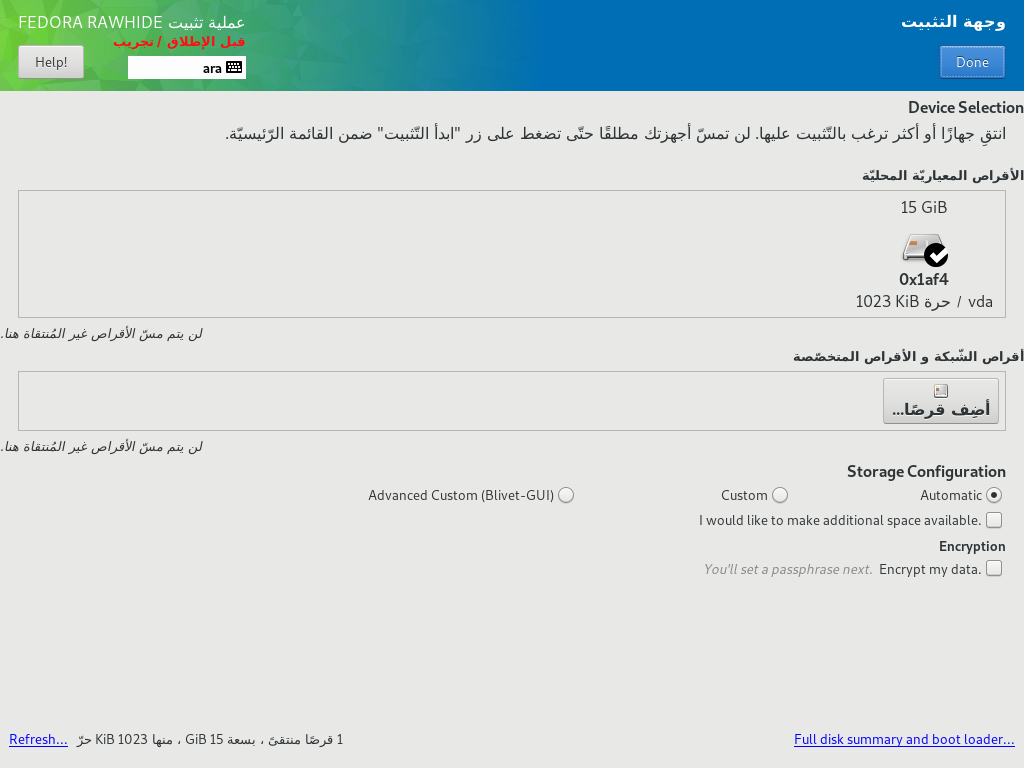 وجهة التثبيت
عملية تثبيت FEDORA RAWHIDE
قبل الإطلاق / تجريب
Done
ara
Help!
Device Selection
انتقِ جهازًا أو أكثر ترغب بالتّثبيت عليها. لن تمسّ أجهزتك مطلقًا حتّى تضغط على زر "ابدأ التّثبيت" ضمن القائمة الرّئيسيّة.
الأقراص المعياريّة المحليّة
15 GiB
0x1af4
vda / حرة 1023 KiB
لن يتم مسّ الأقراص غير المُنتقاة هنا.
أقراص الشّبكة و الأقراص المتخصّصة
أضِف قرصًا...
لن يتم مسّ الأقراص غير المُنتقاة هنا.
Storage Configuration
Automatic
Custom
Advanced Custom (Blivet-GUI)
I would like to make additional space available.
Encryption
Encrypt my data.
You'll set a passphrase next.
Full disk summary and boot loader...
1 قرصًا منتقىً ، بسعة 15 GiB ، منها 1023 KiB حرّ
Refresh...